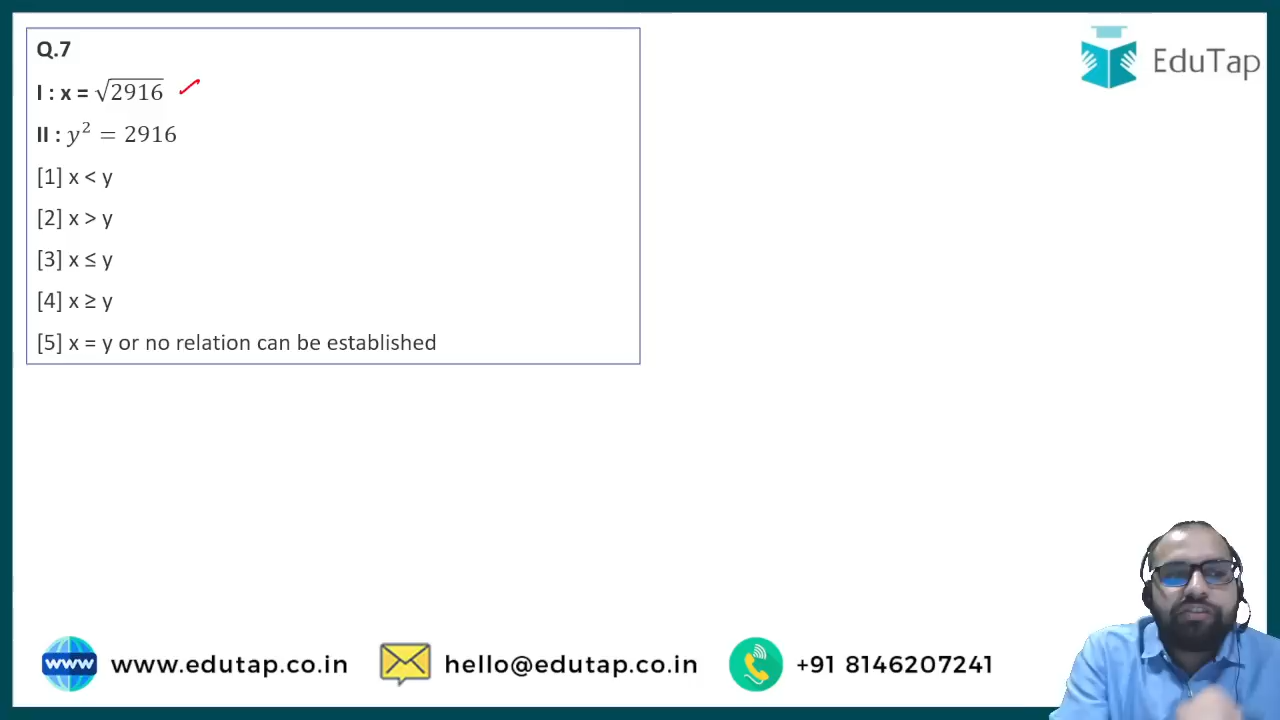 Q.7
I : x = √2916
II : y² = 2916
[1] x < y
[2] x > y
[3] x ≤ y
[4] x ≥ y
[5] x = y or no relation can be established
EduTap
www www.edutap.co.in
hello@edutap.co.in
+91 8146207241